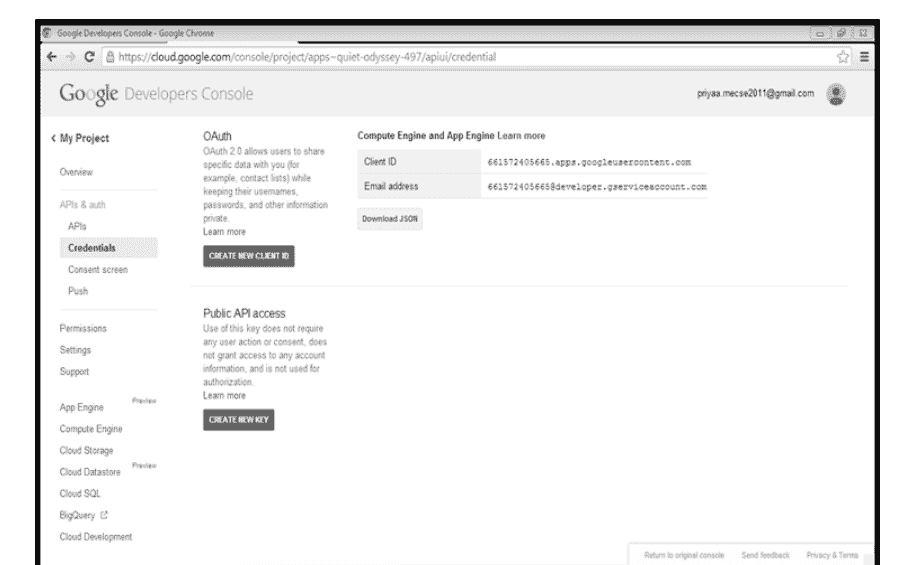 Google Developers Console - Google Chrome
https://cloud.google.com/console/project/apps~quiet-odyssey-497/apiui/credential
Google Developers Console
priyaa.mecse2011@gmail.com
< My Project
Overview
APIs & auth
APIs
Credentials
Consent screen
Push
Permissions
Settings
Support
App Engine Preview
Compute Engine
Cloud Storage
Cloud Datastore Preview
Cloud SQL
BigQuery
Cloud Development
OAuth
OAuth 2.0 allows users to share
specific data with you (for
example, contact lists) while
keeping their usernames,
passwords, and other information
private.
Learn more
CREATE NEW CLIENT ID
Compute Engine and App Engine Learn more
Client ID 661572405665.apps.googleusercontent.com
Email address 661572405665@developer.gserviceaccount.com
Download JSON
Public API access
Use of this key does not require
any user action or consent, does
not grant access to any account
information, and is not used for
authorization.
Learn more
CREATE NEW KEY
Return to original console Send feedback Privacy & Terms